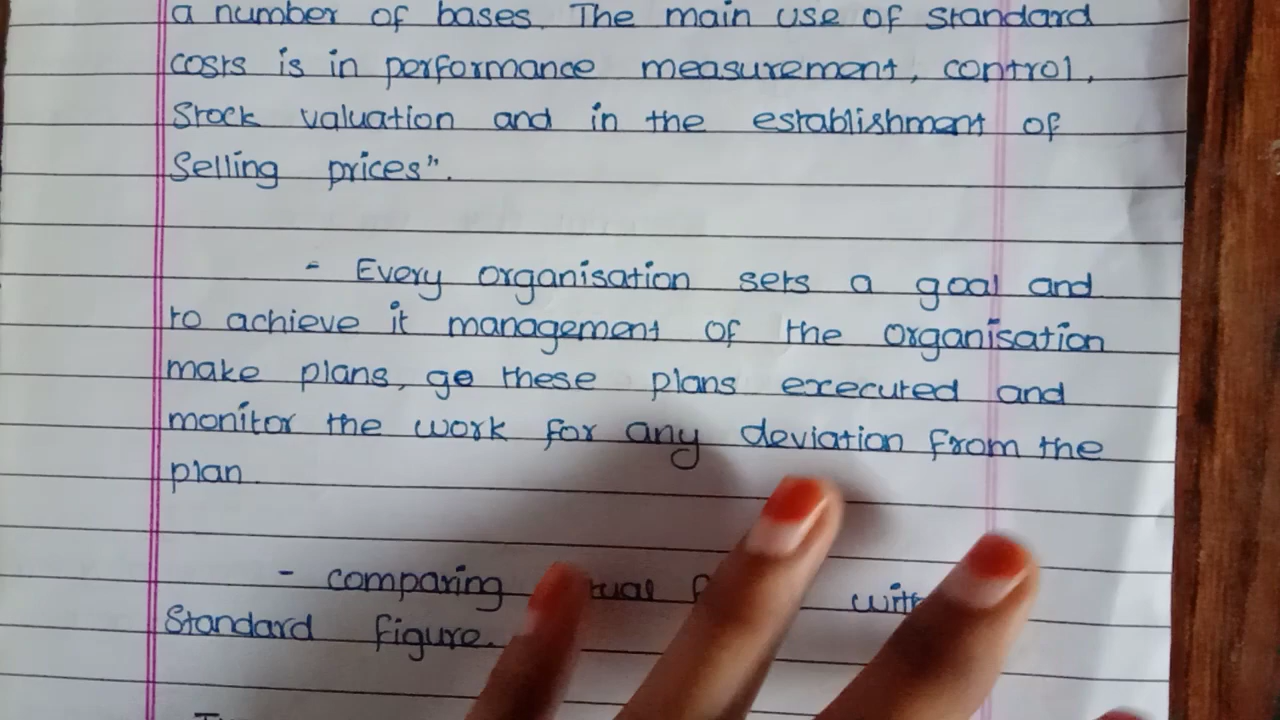 a number of bases. The main use of standard
costs is in performance measurement, control,
Stock valuation and in the establishment of
Selling prices".
- Every organisation sets a goal and
to achieve it management of the organisation
make plans, ge these plans executed and
monitor the work for any deviation from the
plan.
- comparing with
Standard figure.